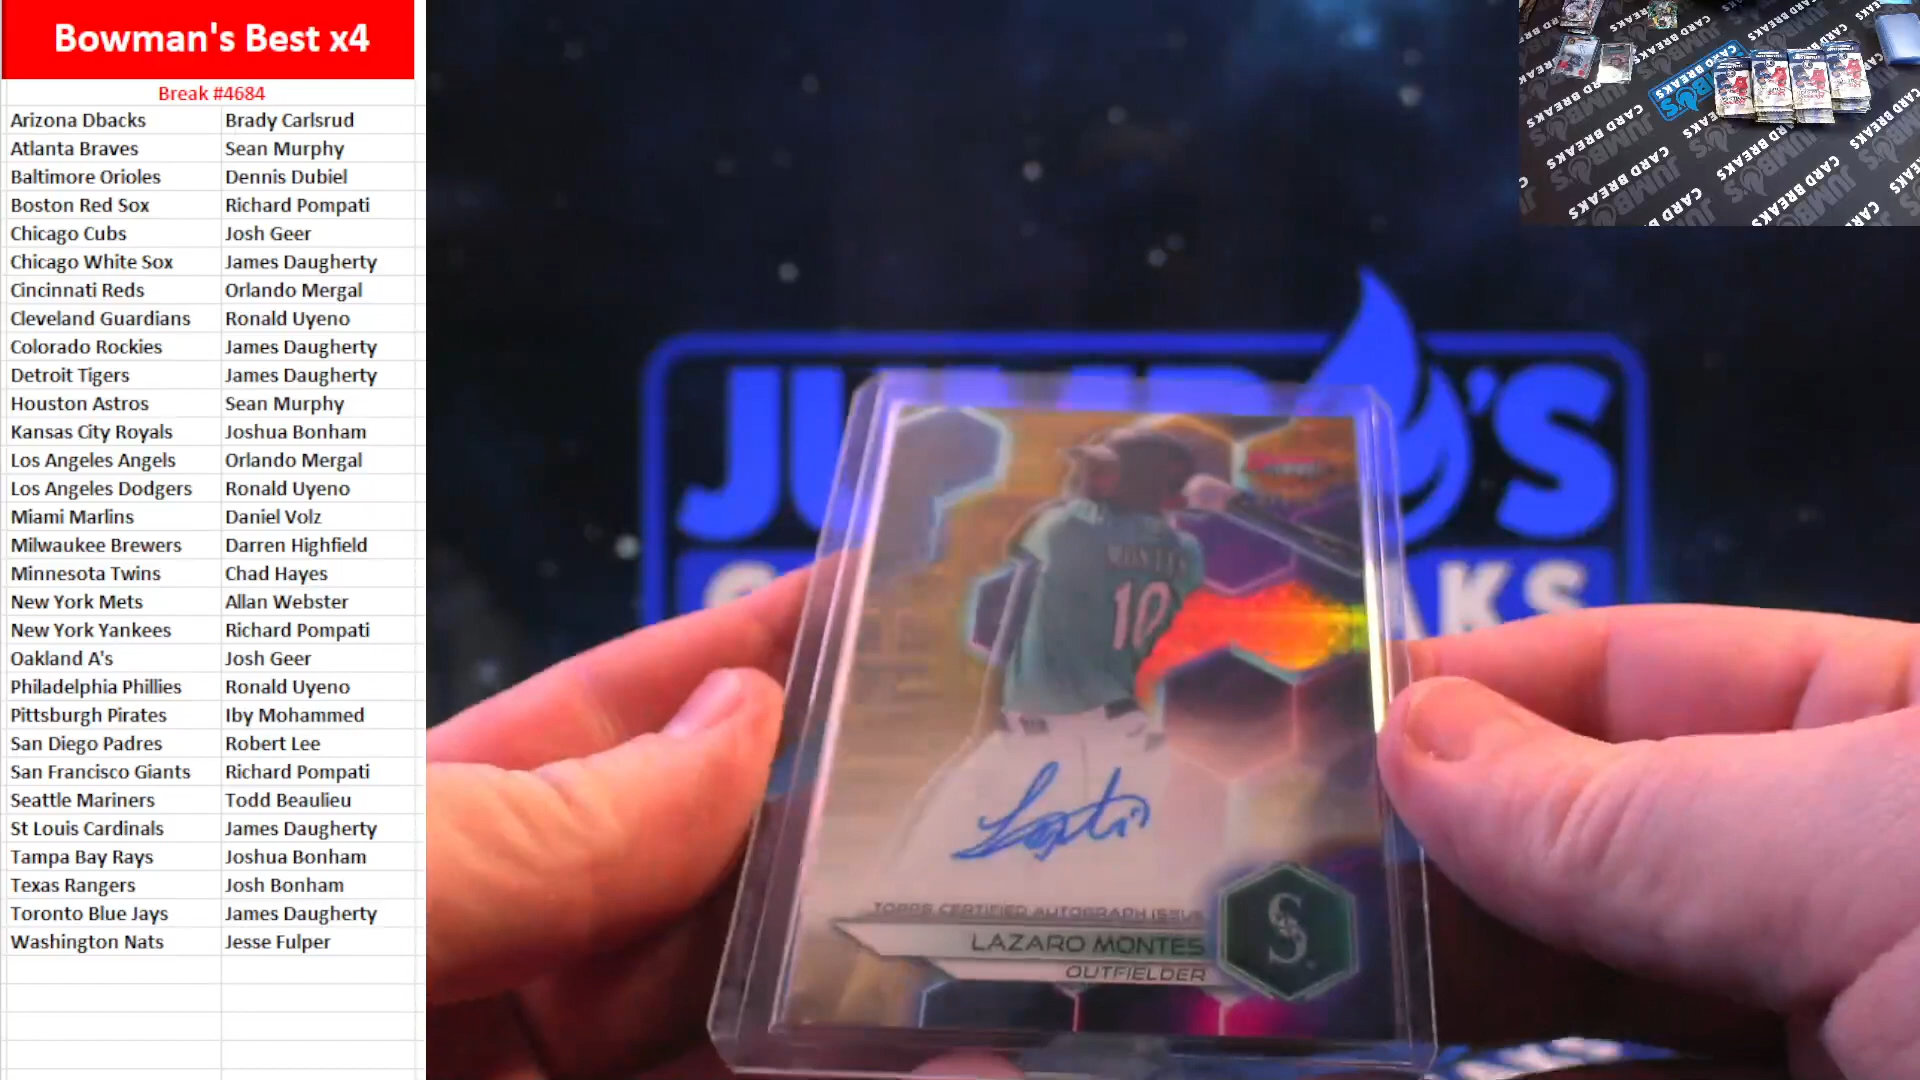 Bowman's Best x4
Break #4684
Arizona Dbacks Brady Carlsrud
Atlanta Braves Sean Murphy
Baltimore Orioles Dennis Dubiel
Boston Red Sox Richard Pompati
Chicago Cubs Josh Geer
Chicago White Sox James Daugherty
Cincinnati Reds Orlando Mergal
Cleveland Guardians Ronald Uyeno
Colorado Rockies James Daugherty
Detroit Tigers James Daugherty
Houston Astros Sean Murphy
Kansas City Royals Joshua Bonham
Los Angeles Angels Orlando Mergal
Los Angeles Dodgers Ronald Uyeno
Miami Marlins Daniel Volz
Milwaukee Brewers Darren Highfield
Minnesota Twins Chad Hayes
New York Mets Allan Webster
New York Yankees Richard Pompati
Oakland A's Josh Geer
Philadelphia Phillies Ronald Uyeno
Pittsburgh Pirates Iby Mohammed
San Diego Padres Robert Lee
San Francisco Giants Richard Pompati
Seattle Mariners Todd Beaulieu
St Louis Cardinals James Daugherty
Tampa Bay Rays Joshua Bonham
Texas Rangers Josh Bonham
Toronto Blue Jays James Daugherty
Washington Nats Jesse Fulper
MONTES
10
TOPPS CERTIFIED AUTOGRAPH ISSUE
LAZARO MONTES
OUTFIELDER
S
CARD BREAKS
JUMBO'S